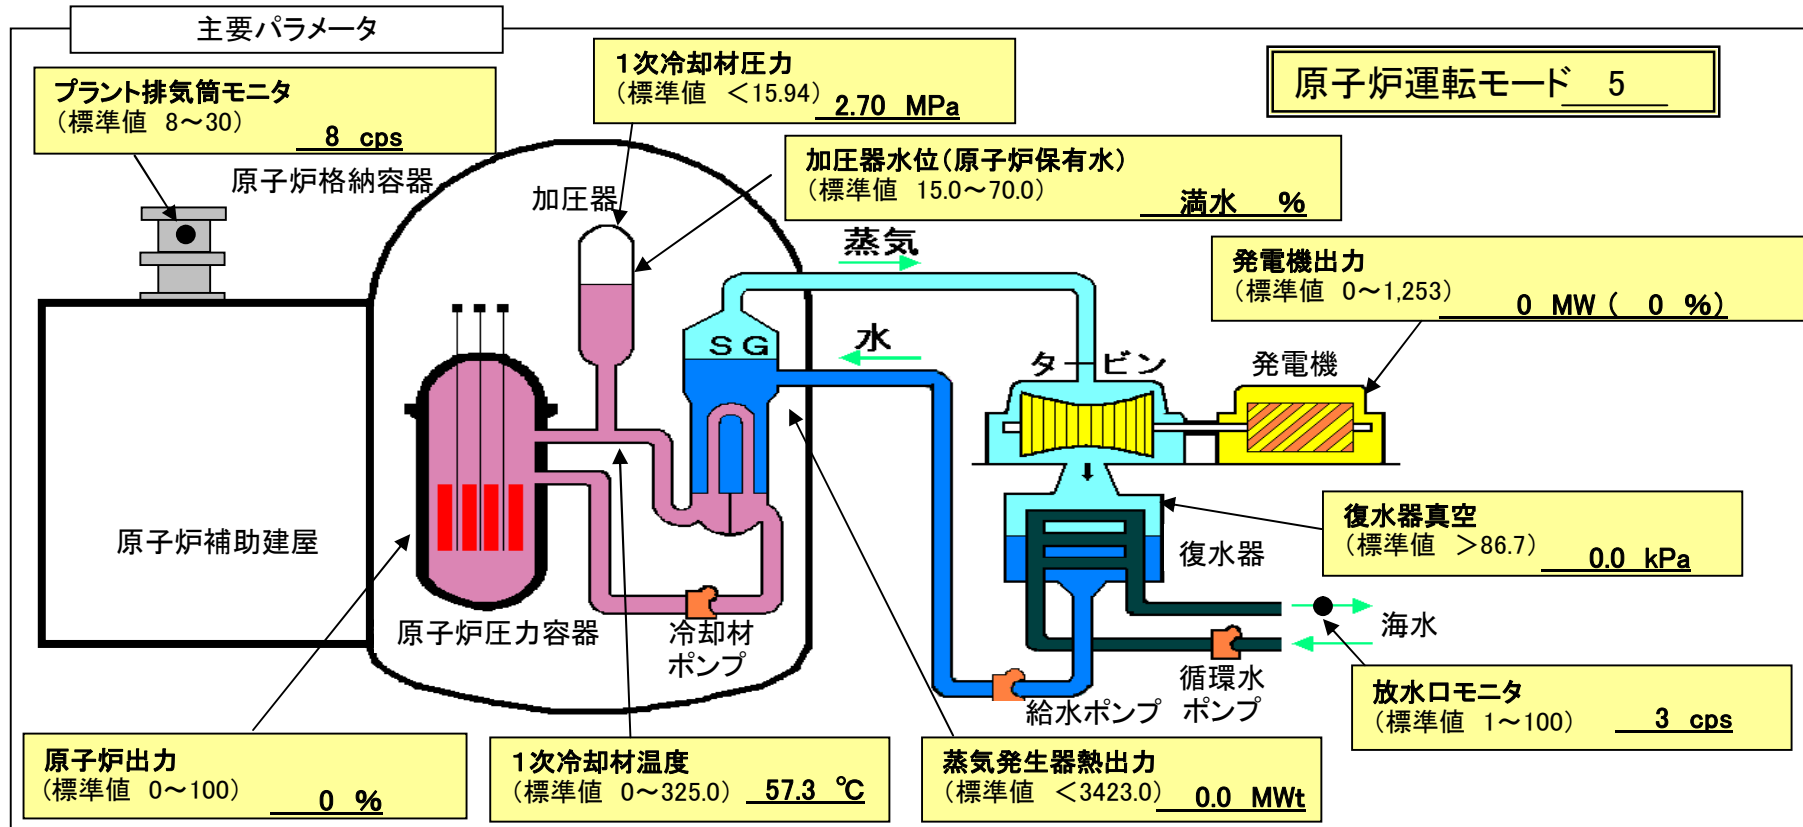 主要パラメータ
プラント排気筒モニタ
(標準値 8～30)
8 cps
1次冷却材圧力
(標準値 ＜15.94)
2.70 MPa
原子炉運転モード 5
加圧器水位(原子炉保有水)
(標準値 15.0～70.0)
満水 %
原子炉格納容器
加圧器
蒸気
発電機出力
(標準値 0～1,253)
0 MW ( 0 %)
水
SG
タービン
発電機
復水器真空
(標準値 ＞86.7)
0.0 kPa
原子炉補助建屋
復水器
原子炉圧力容器
冷却材
ポンプ
海水
循環水
ポンプ
給水ポンプ
放水口モニタ
(標準値 1～100)
3 cps
原子炉出力
(標準値 0～100)
0 %
1次冷却材温度
(標準値 0～325.0)
57.3 ℃
蒸気発生器熱出力
(標準値 ＜3423.0)
0.0 MWt